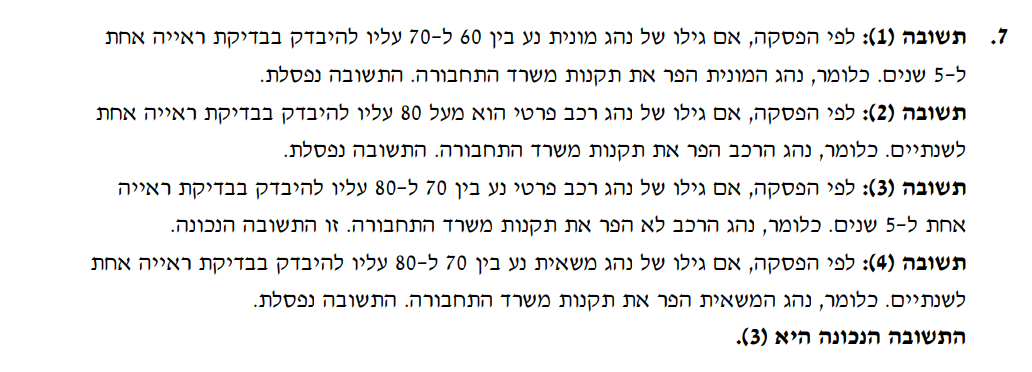 7. תשובה (1): לפי הפסקה, אם גילו של נהג מונית נע בין 60 ל-70 עליו להיבדק בבדיקת ראייה אחת
ל-5 שנים. כלומר, נהג המונית הפר את תקנות משרד התחבורה. התשובה נפסלת.
תשובה (2): לפי הפסקה, אם גילו של נהג רכב פרטי הוא מעל 80 עליו להיבדק בבדיקת ראייה אחת
לשנתיים. כלומר, נהג הרכב הפר את תקנות משרד התחבורה. התשובה נפסלת.
תשובה (3): לפי הפסקה, אם גילו של נהג רכב פרטי נע בין 70 ל-80 עליו להיבדק בבדיקת ראייה
אחת ל-5 שנים. כלומר, נהג הרכב לא הפר את תקנות משרד התחבורה. זו התשובה הנכונה.
תשובה (4): לפי הפסקה, אם גילו של נהג משאית נע בין 70 ל-80 עליו להיבדק בבדיקת ראייה אחת
לשנתיים. כלומר, נהג המשאית הפר את תקנות משרד התחבורה. התשובה נפסלת.
התשובה הנכונה היא (3).